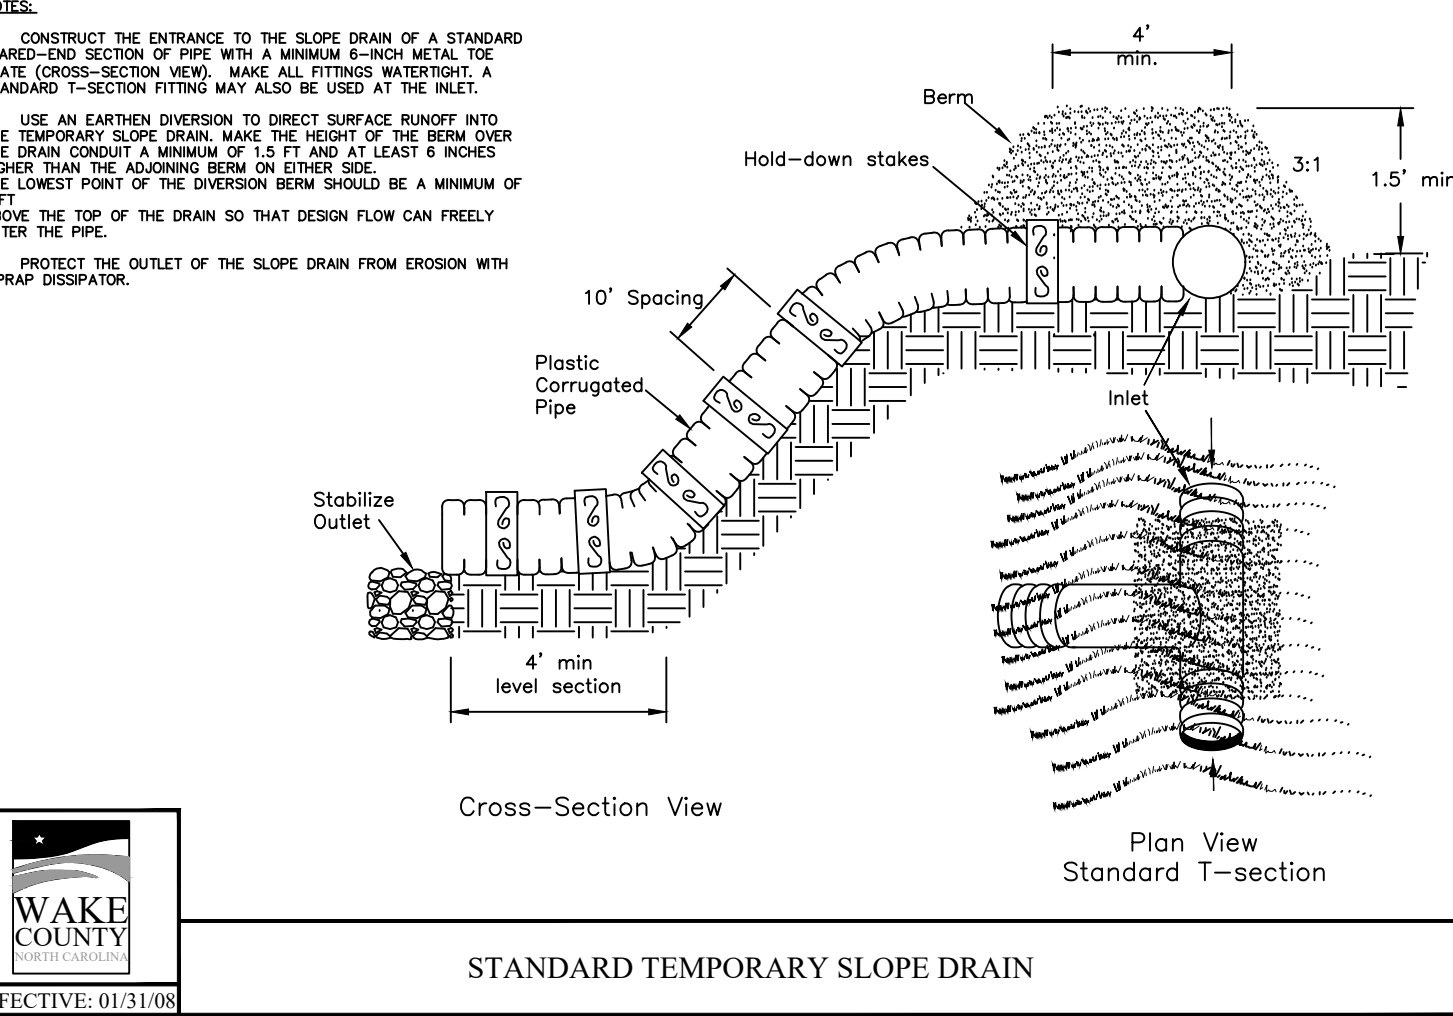 OTES:
CONSTRUCT THE ENTRANCE TO THE SLOPE DRAIN OF A STANDARD
ARED-END SECTION OF PIPE WITH A MINIMUM 6-INCH METAL TOE
ATE (CROSS-SECTION VIEW). MAKE ALL FITTINGS WATERTIGHT. A
ANDARD T-SECTION FITTING MAY ALSO BE USED AT THE INLET.
USE AN EARTHEN DIVERSION TO DIRECT SURFACE RUNOFF INTO
E TEMPORARY SLOPE DRAIN. MAKE THE HEIGHT OF THE BERM OVER
E DRAIN CONDUIT A MINIMUM OF 1.5 FT AND AT LEAST 6 INCHES
GHER THAN THE ADJOINING BERM ON EITHER SIDE.
E LOWEST POINT OF THE DIVERSION BERM SHOULD BE A MINIMUM OF
FT
OVE THE TOP OF THE DRAIN SO THAT DESIGN FLOW CAN FREELY
TER THE PIPE.
PROTECT THE OUTLET OF THE SLOPE DRAIN FROM EROSION WITH
PRAP DISSIPATOR.
4'
min.
Berm
Hold-down stakes
3:1
1.5' min
10' Spacing
Plastic
Corrugated
Pipe
Inlet
Stabilize
Outlet
4' min
level section
Cross-Section View
Plan View
Standard T-section
WAKE
COUNTY
NORTH CAROLINA
FECTIVE: 01/31/08
STANDARD TEMPORARY SLOPE DRAIN